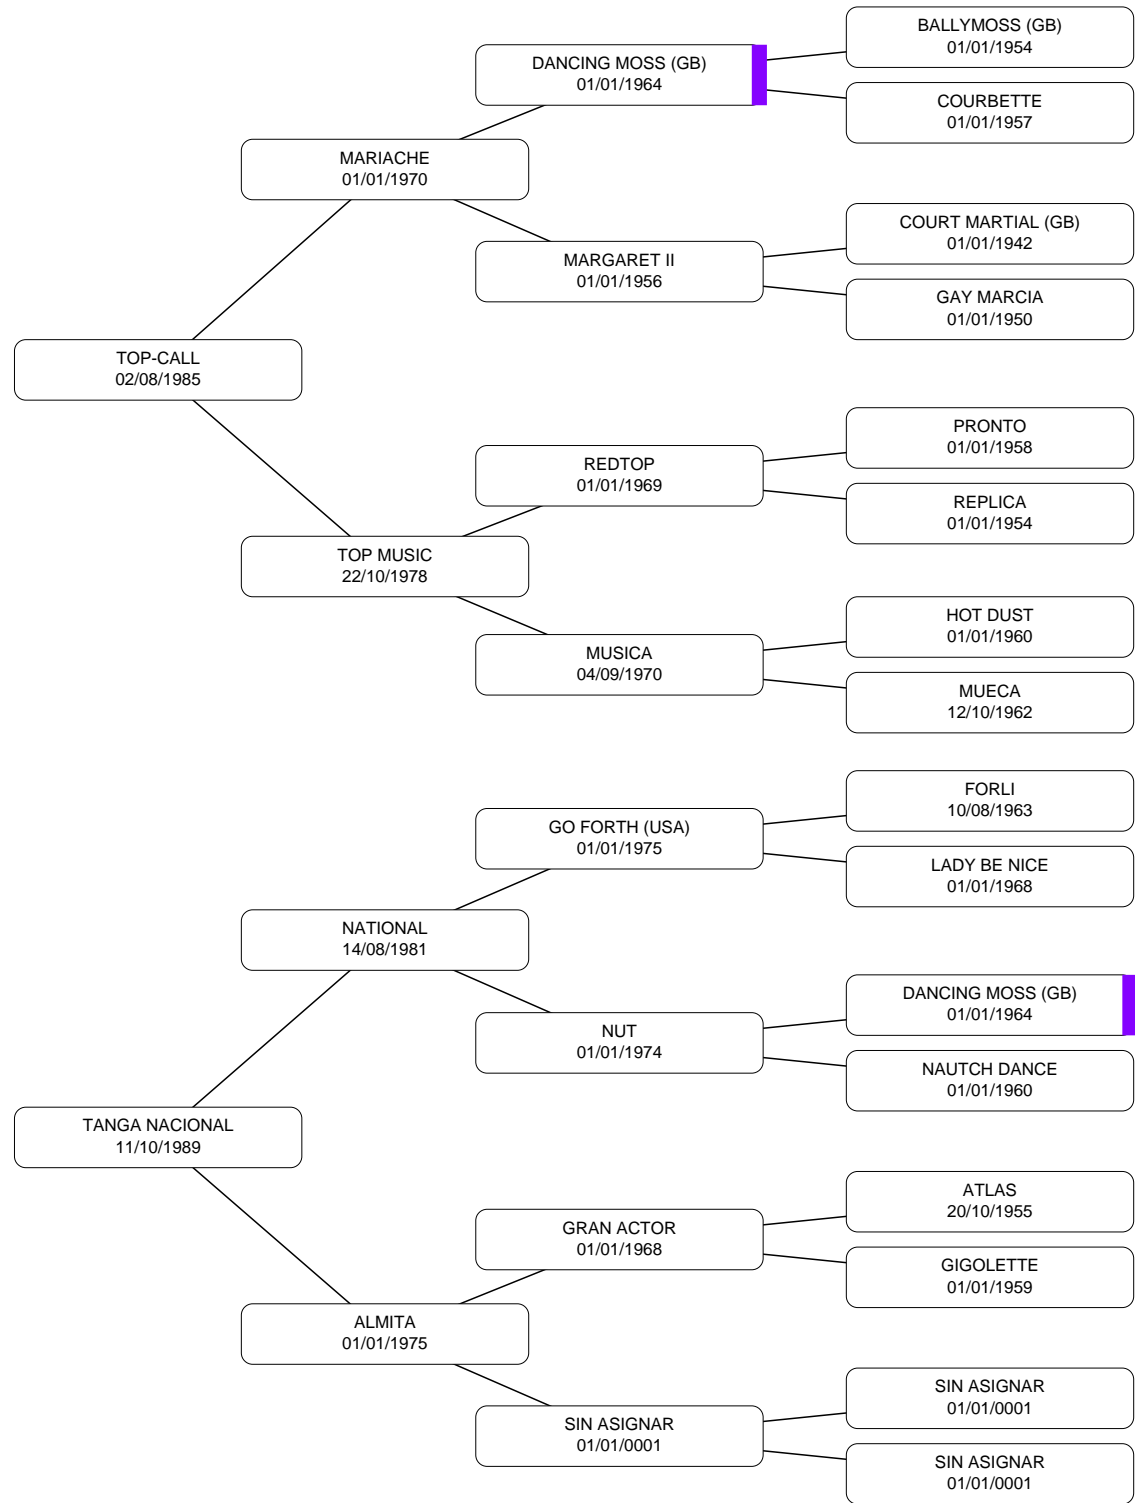 BALLYMOSS (GB)
01/01/1954
DANCING MOSS (GB)
01/01/1964
COURBETTE
01/01/1957
MARIACHE
01/01/1970
COURT MARTIAL (GB)
01/01/1942
MARGARET II
01/01/1956
GAY MARCIA
01/01/1950
TOP-CALL
02/08/1985
PRONTO
01/01/1958
REDTOP
01/01/1969
REPLICA
01/01/1954
TOP MUSIC
22/10/1978
HOT DUST
01/01/1960
MUSICA
04/09/1970
MUECA
12/10/1962
FORLI
10/08/1963
GO FORTH (USA)
01/01/1975
LADY BE NICE
01/01/1968
NATIONAL
14/08/1981
DANCING MOSS (GB)
01/01/1964
NUT
01/01/1974
NAUTCH DANCE
01/01/1960
TANGA NACIONAL
11/10/1989
ATLAS
20/10/1955
GRAN ACTOR
01/01/1968
GIGOLETTE
01/01/1959
ALMITA
01/01/1975
SIN ASIGNAR
01/01/0001
SIN ASIGNAR
01/01/0001
SIN ASIGNAR
01/01/0001